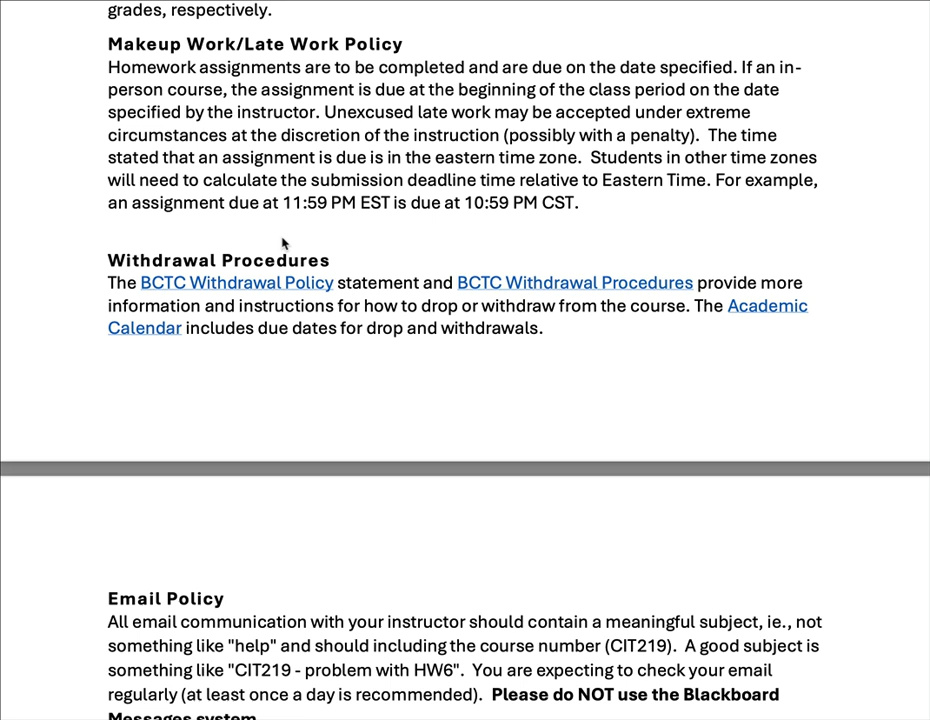 grades, respectively.
Makeup Work/Late Work Policy
Homework assignments are to be completed and are due on the date specified. If an in-
person course, the assignment is due at the beginning of the class period on the date
specified by the instructor. Unexcused late work may be accepted under extreme
circumstances at the discretion of the instruction (possibly with a penalty).  The time
stated that an assignment is due is in the eastern time zone.  Students in other time zones
will need to calculate the submission deadline time relative to Eastern Time. For example,
an assignment due at 11:59 PM EST is due at 10:59 PM CST.
Withdrawal Procedures
The BCTC Withdrawal Policy statement and BCTC Withdrawal Procedures provide more
information and instructions for how to drop or withdraw from the course. The Academic
Calendar includes due dates for drop and withdrawals.
Email Policy
All email communication with your instructor should contain a meaningful subject, ie., not
something like "help" and should including the course number (CIT219).  A good subject is
something like "CIT219 - problem with HW6".  You are expecting to check your email
regularly (at least once a day is recommended).  Please do NOT use the Blackboard
Messages system